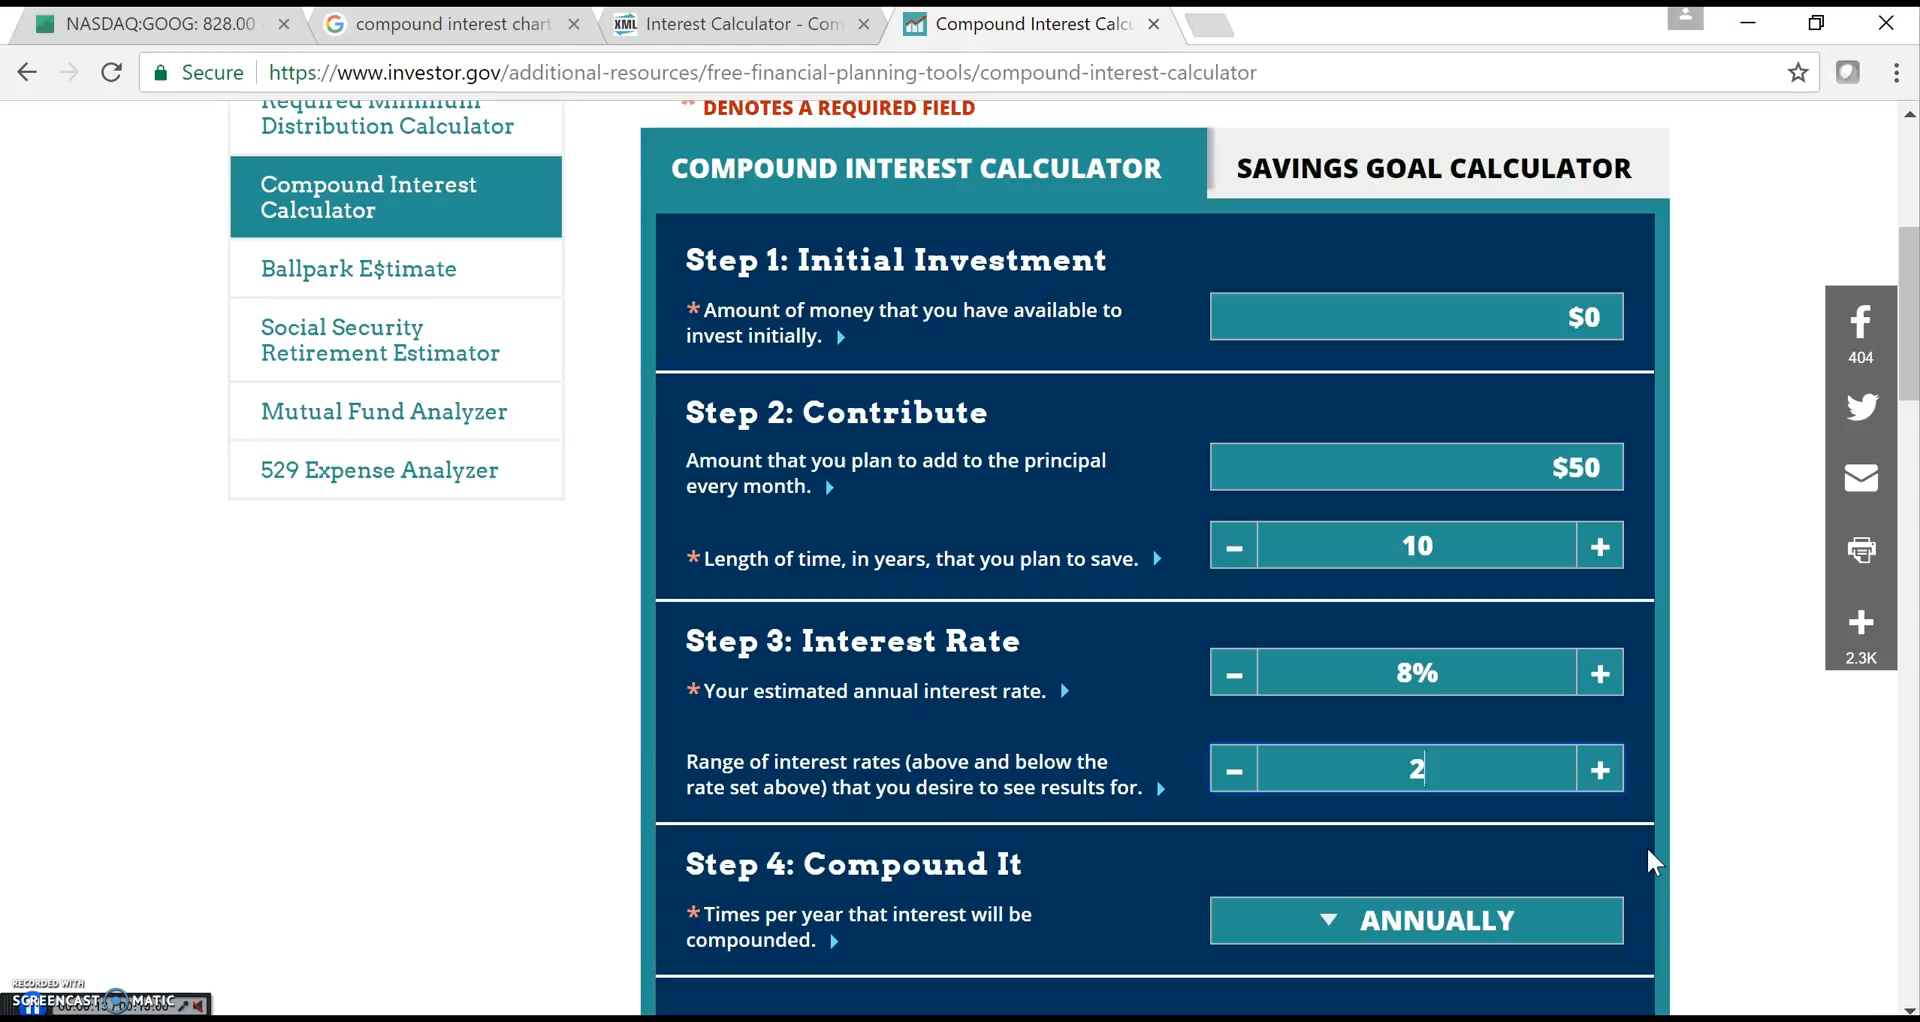 NASDAQ:GOOG: 828.00
compound interest chart
XML
Interest Calculator - Com
Compound Interest Calcu
Secure
https://www.investor.gov/additional-resources/free-financial-planning-tools/compound-interest-calculator
Required Minimum
Distribution Calculator
Compound Interest
Calculator
Ballpark E$timate
Social Security
Retirement Estimator
Mutual Fund Analyzer
529 Expense Analyzer
* DENOTES A REQUIRED FIELD
COMPOUND INTEREST CALCULATOR
SAVINGS GOAL CALCULATOR
Step 1: Initial Investment
*Amount of money that you have available to
invest initially.
$0
Step 2: Contribute
Amount that you plan to add to the principal
every month.
$50
*Length of time, in years, that you plan to save.
– 10 +
Step 3: Interest Rate
*Your estimated annual interest rate.
– 8% +
Range of interest rates (above and below the
rate set above) that you desire to see results for.
– 2 +
Step 4: Compound It
*Times per year that interest will be
compounded.
ANNUALLY
404
2.3K
RECORDED WITH
SCREENCAST MATIC